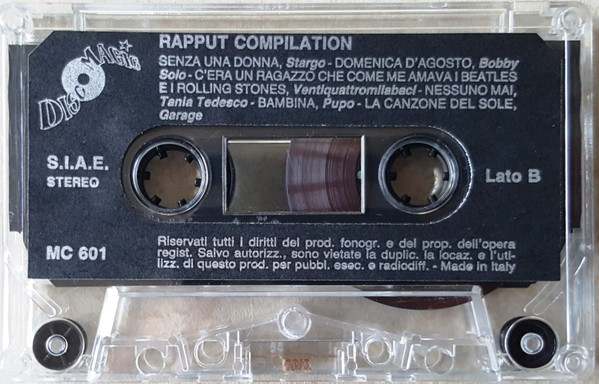 DISCOMAGIC
RAPPUT COMPILATION
SENZA UNA DONNA, Stargo - DOMENICA D'AGOSTO, Bobby
Solo - C'ERA UN RAGAZZO CHE COME ME AMAVA I BEATLES
E I ROLLING STONES, Ventiquattromilabaci - NESSUNO MAI,
Tania Tedesco - BAMBINA, Pupo - LA CANZONE DEL SOLE,
Garage
S.I.A.E.
STEREO
Lato B
MC 601
Riservati tutti i diritti del prod. fonogr. e del prop. dell'opera
regist. Salvo autorizz., sono vietate la duplic. la locaz. e l'uti-
lizz. di questo prod. per pubbl. esec. e radiodiff. - Made in Italy